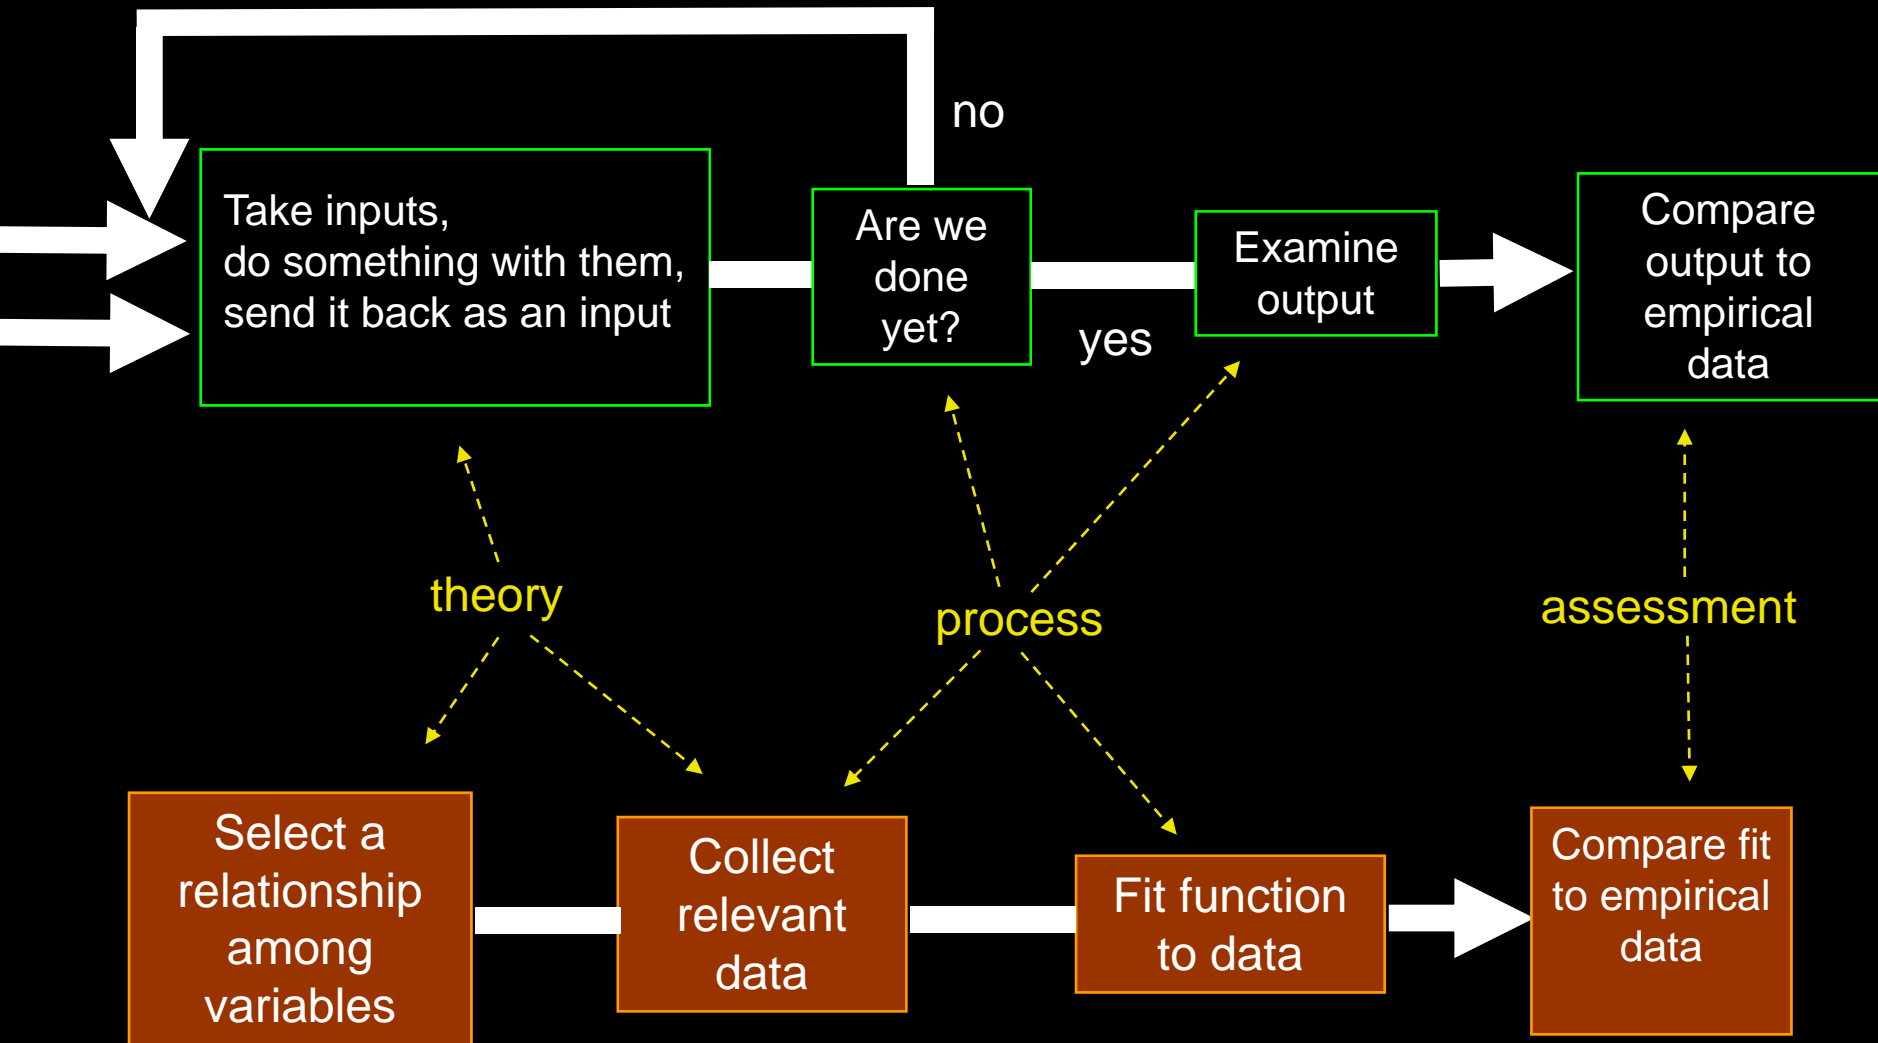 no
Take inputs,
do something with them,
send it back as an input
Are we
done
yet?
yes
Examine
output
Compare
output to
empirical
data
theory
process
assessment
Select a
relationship
among
variables
Collect
relevant
data
Fit function
to data
Compare fit
to empirical
data